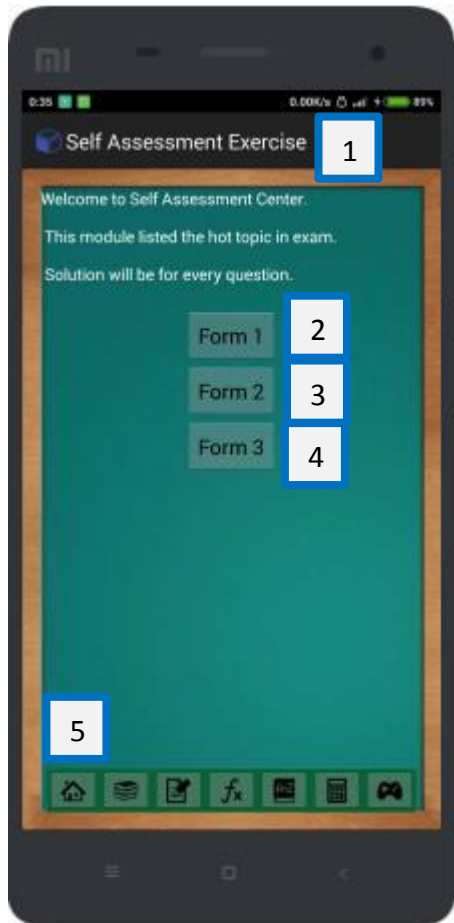 mi
0:35 0.00K/s 89%
Self Assessment Exercise
1
Welcome to Self Assessment Center.
This module listed the hot topic in exam.
Solution will be for every question.
Form 1
2
Form 2
3
Form 3
4
5
fx